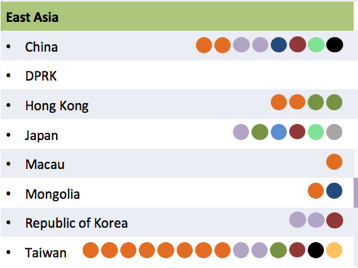 East Asia
• China
• DPRK
• Hong Kong
• Japan
• Macau
• Mongolia
• Republic of Korea
• Taiwan